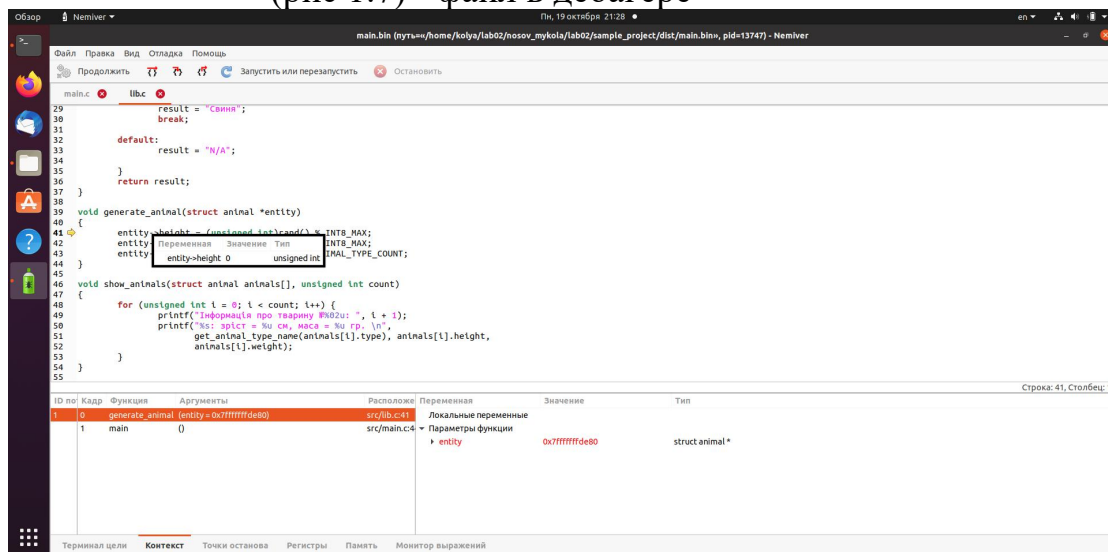 (рис 1.7) – файл в дебагере
Обзор Nemiver Пн, 19 октября 21:28 en
main.bin (путь=«/home/kolya/lab02/nosov_mykola/lab02/sample_project/dist/main.bin», pid=13747) - Nemiver
Файл Правка Вид Отладка Помощь
Продолжить Запустить или перезапустить Остановить
main.c lib.c
29 result = "Свиня";
30 break;
31
32 default:
33 result = "N/A";
34
35 }
36 return result;
37 }
38
39 void generate_animal(struct animal *entity)
40 {
41 entity->height = (unsigned int)rand() % INT8_MAX;
42 entity- INT8_MAX;
43 entity- IMAL_TYPE_COUNT;
Переменная Значение Тип
entity->height 0 unsigned int
44 }
45
46 void show_animals(struct animal animals[], unsigned int count)
47 {
48 for (unsigned int i = 0; i < count; i++) {
49 printf("Інформація про тварину №%02u: ", i + 1);
50 printf("%s: зріст = %u см, маса = %u гр. \n",
51 get_animal_type_name(animals[i].type), animals[i].height,
52 animals[i].weight);
53 }
54 }
55
Строка: 41, Столбец:
ID по Кадр Функция Аргументы Расположе Переменная Значение Тип
1 0 generate_animal (entity = 0x7fffffffde80) src/lib.c:41 Локальные переменные
1 main () src/main.c:4 Параметры функции
entity 0x7fffffffde80 struct animal *
Терминал цели Контекст Точки останова Регистры Память Монитор выражений